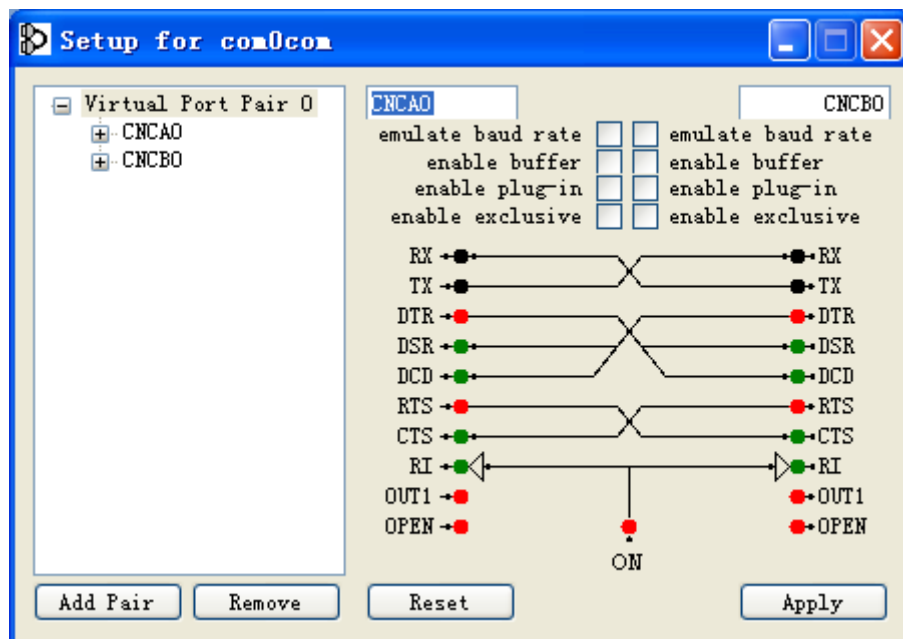 Setup for com0com
Virtual Port Pair 0
CNCA0
CNCB0
CNCA0 CNCB0
emulate baud rate emulate baud rate
enable buffer enable buffer
enable plug-in enable plug-in
enable exclusive enable exclusive
RX RX
TX TX
DTR DTR
DSR DSR
DCD DCD
RTS RTS
CTS CTS
RI RI
OUT1 OUT1
OPEN OPEN
ON
Add Pair Remove Reset Apply